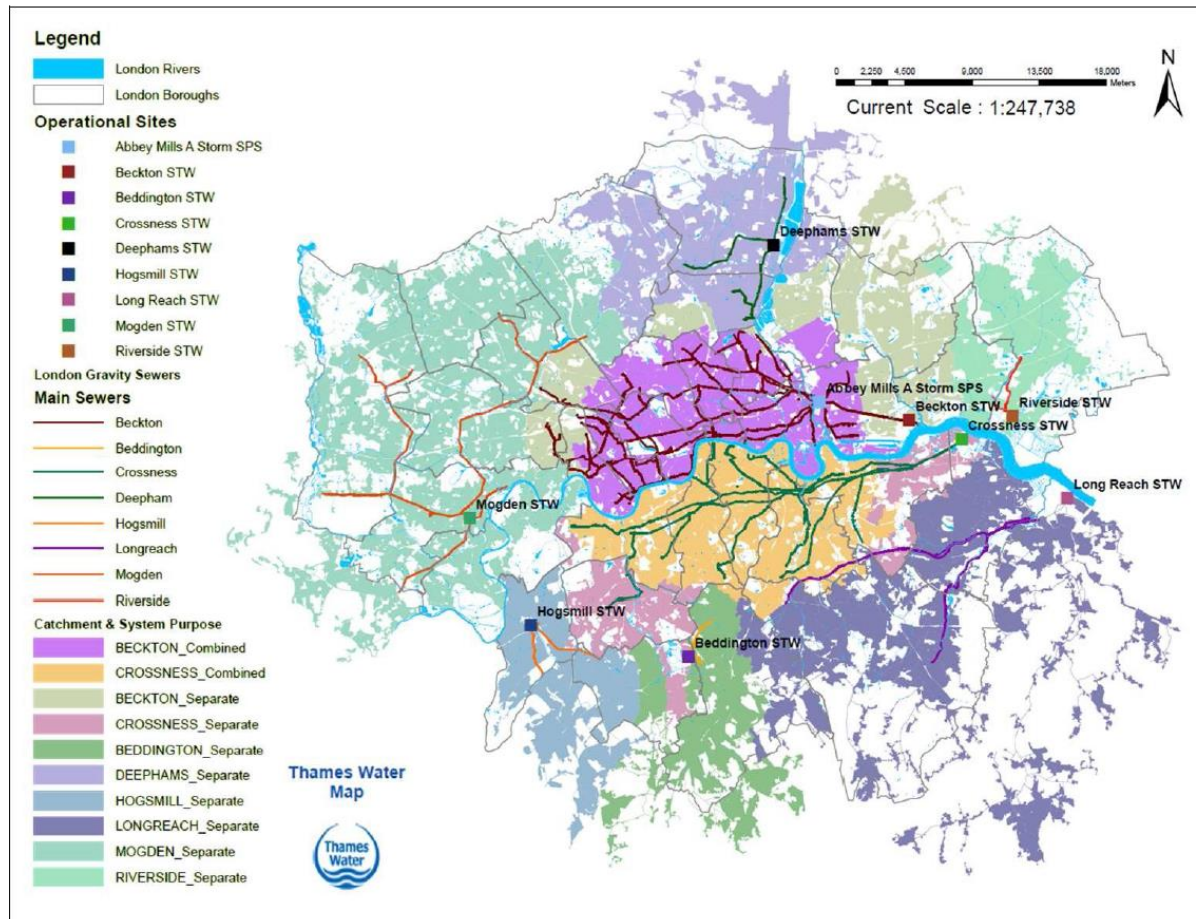 Legend
London Rivers
London Boroughs
Operational Sites
Abbey Mills A Storm SPS
Beckton STW
Beddington STW
Crossness STW
Deephams STW
Hogsmill STW
Long Reach STW
Mogden STW
Riverside STW
London Gravity Sewers
Main Sewers
Beckton
Beddington
Crossness
Deepham
Hogsmill
Longreach
Mogden
Riverside
Catchment & System Purpose
BECKTON_Combined
CROSSNESS_Combined
BECKTON_Separate
CROSSNESS_Separate
BEDDINGTON_Separate
DEEPHAMS_Separate
HOGSMILL_Separate
LONGREACH_Separate
MOGDEN_Separate
RIVERSIDE_Separate
Thames Water
Map
Thames
Water
0 2,250 4,500 9,000 13,500 18,000
Meters
Current Scale : 1:247,738
N
Deephams STW
Abbey Mills A Storm SPS
Beckton STW
Riverside STW
Crossness STW
Long Reach STW
Mogden STW
Hogsmill STW
Beddington STW